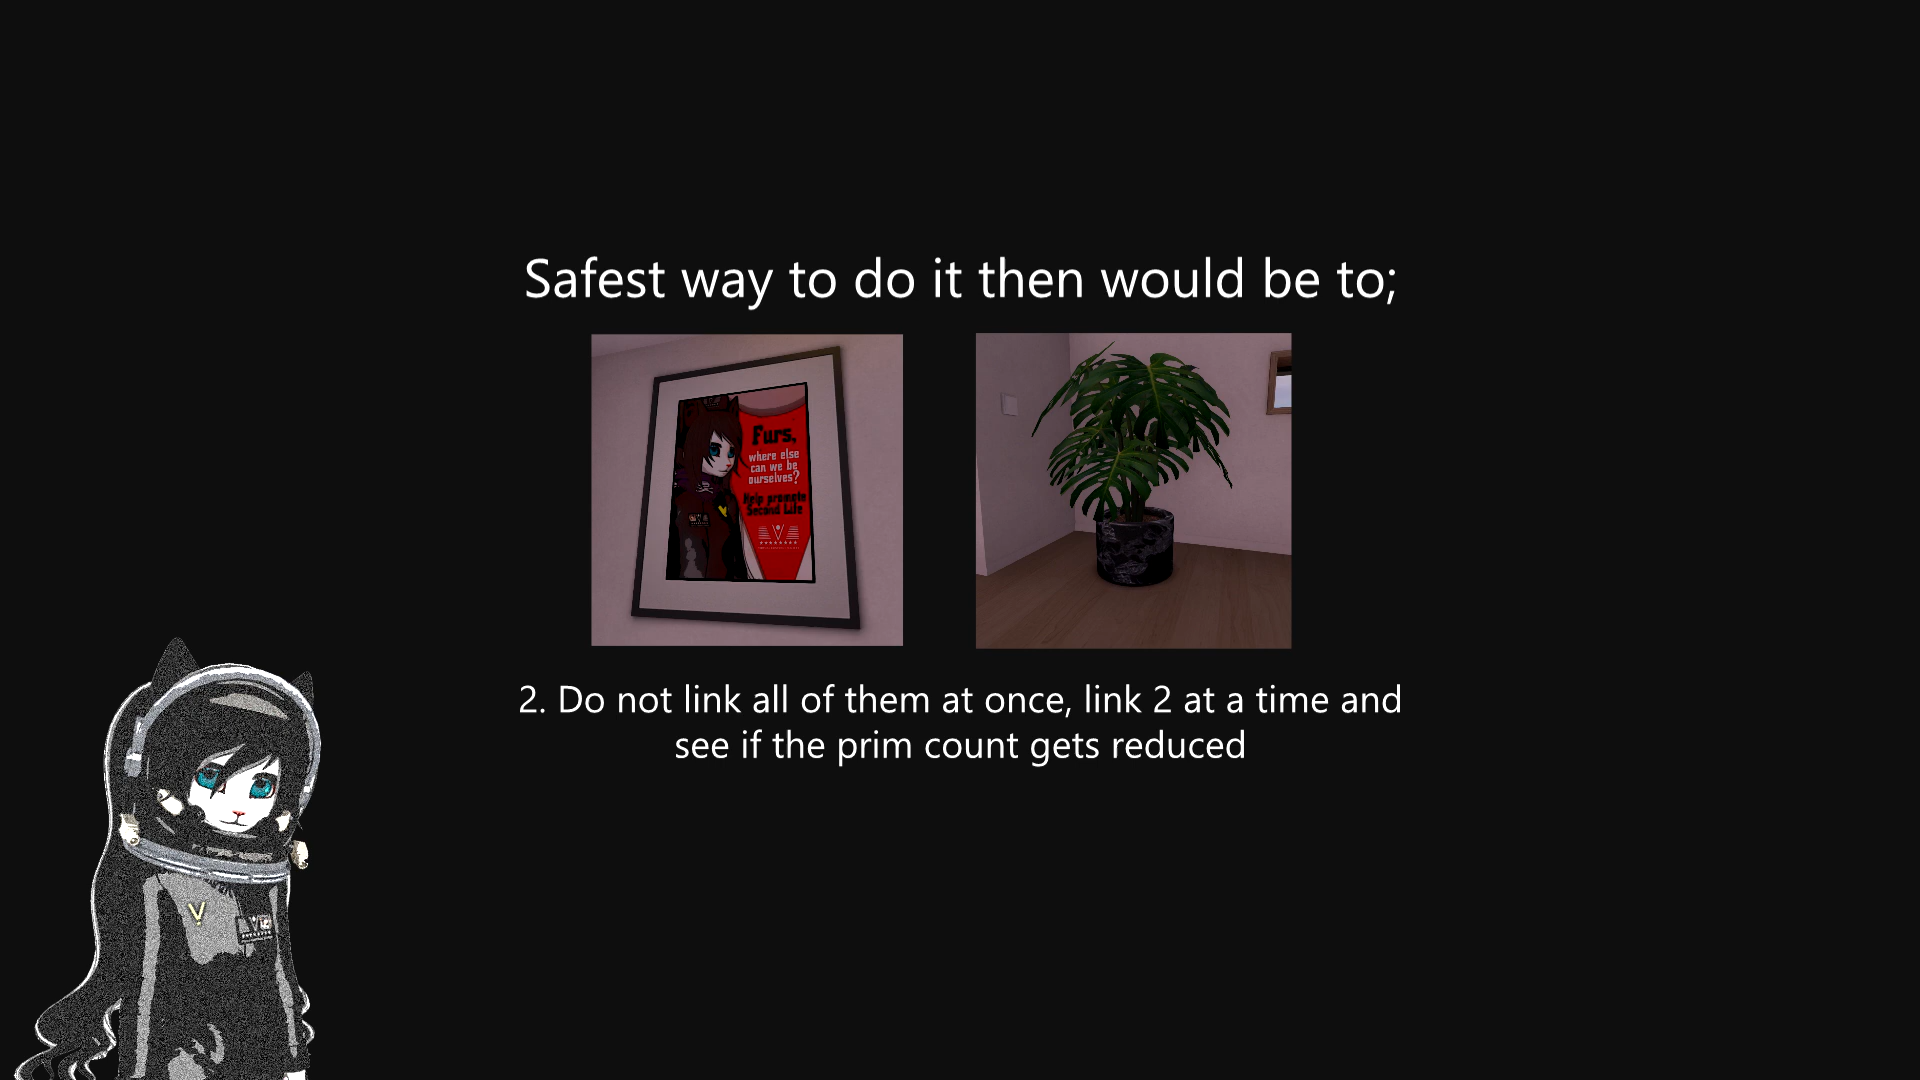 Safest way to do it then would be to;
Furs,
where else
can we be
ourselves?
Help promote
Second Life
2. Do not link all of them at once, link 2 at a time and
see if the prim count gets reduced